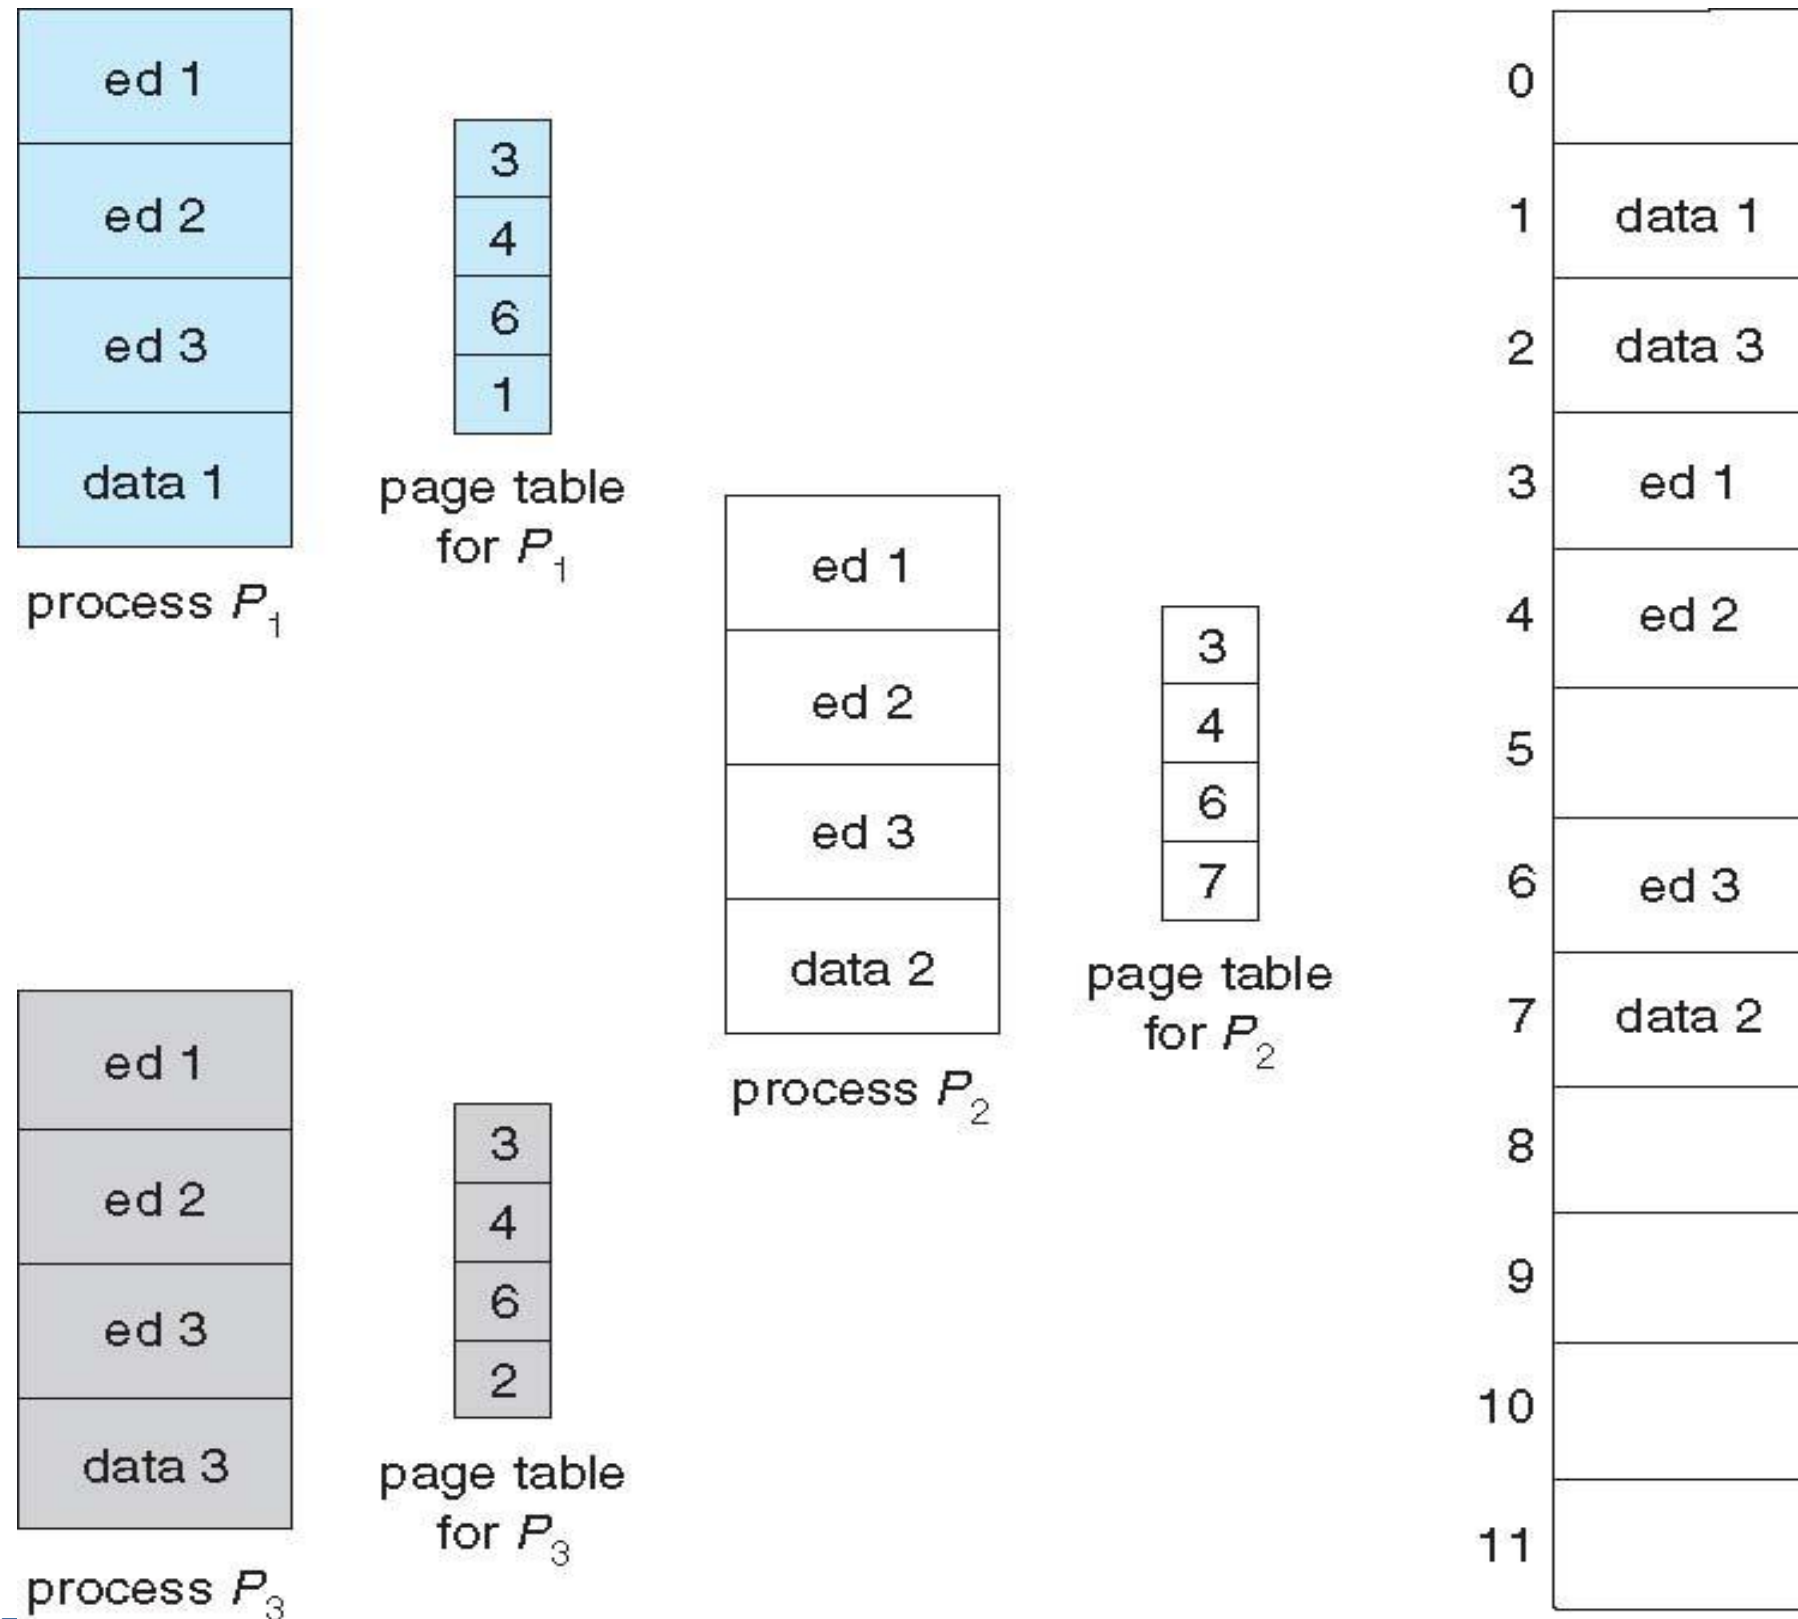 ed 1
ed 2
ed 3
data 1
process P1
3
4
6
1
page table
for P1
ed 1
ed 2
ed 3
data 2
process P2
3
4
6
7
page table
for P2
ed 1
ed 2
ed 3
data 3
process P3
3
4
6
2
page table
for P3
0
1 data 1
2 data 3
3 ed 1
4 ed 2
5
6 ed 3
7 data 2
8
9
10
11